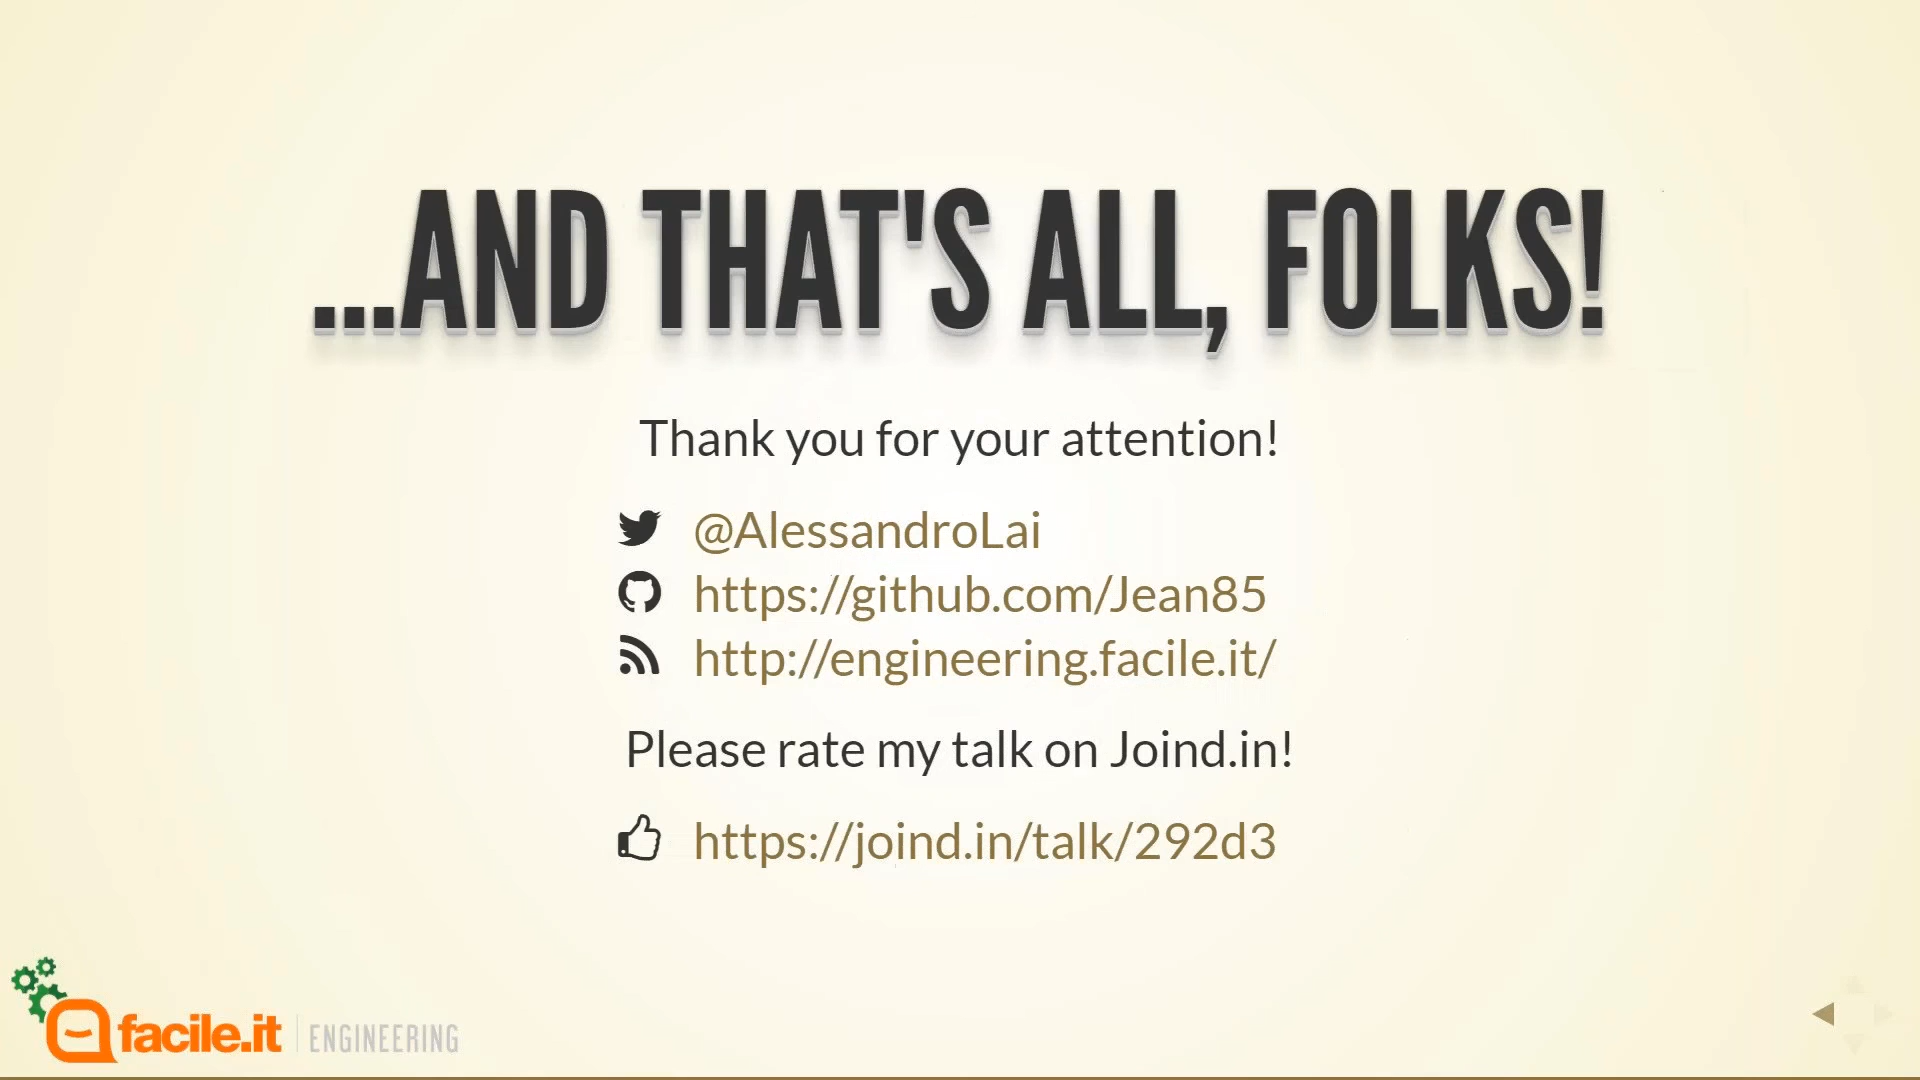 ...AND THAT'S ALL, FOLKS!
Thank you for your attention!
@AlessandroLai
https://github.com/Jean85
http://engineering.facile.it/
Please rate my talk on Joind.in!
https://joind.in/talk/292d3
facile.it | ENGINEERING